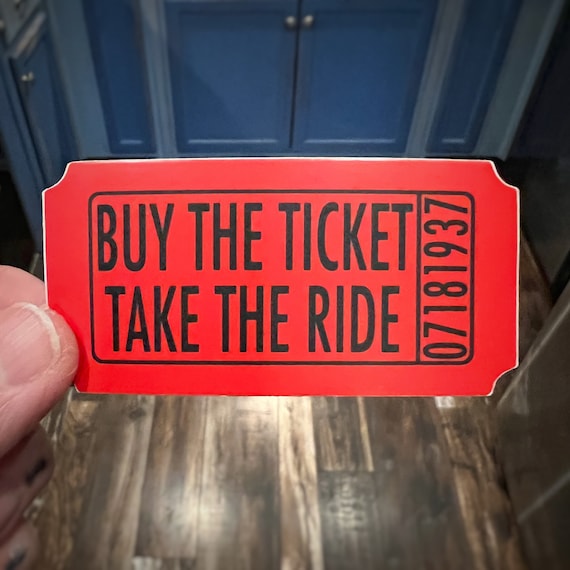 BUY THE TICKET
TAKE THE RIDE
07181937